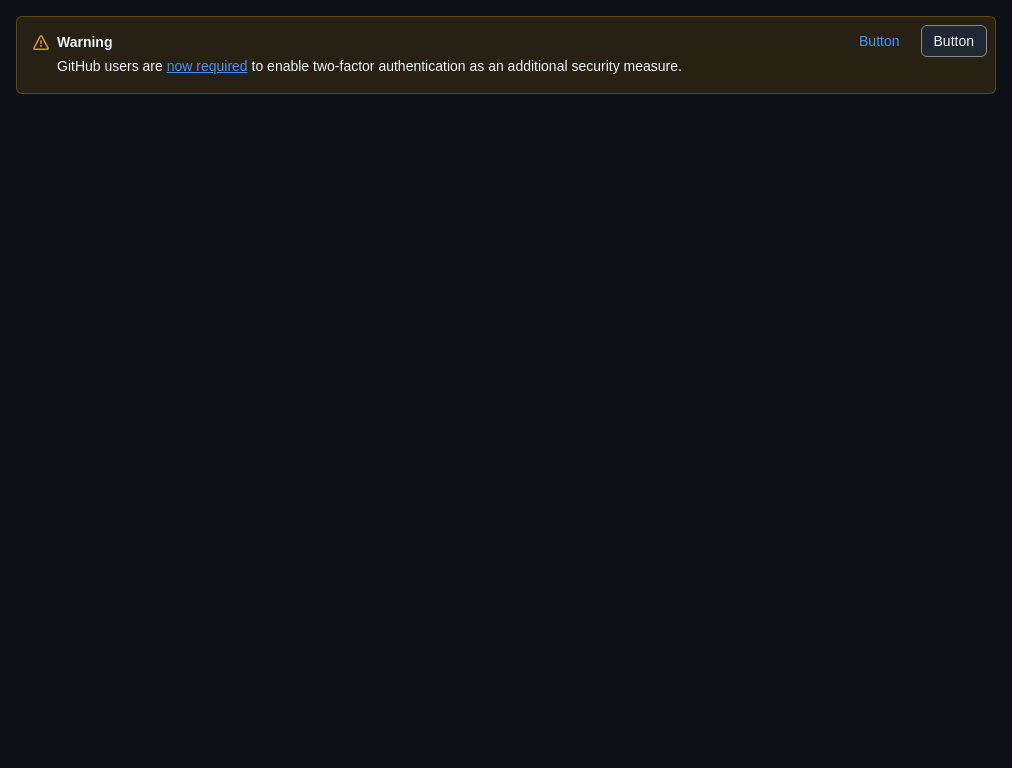 Warning
Button
Button
GitHub users are now required to enable two-factor authentication as an additional security measure.